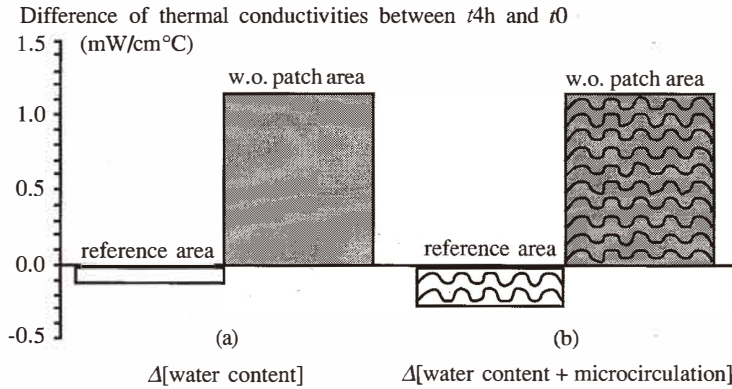 Difference of thermal conductivities between t4h and t0
1.5 (mW/cm°C)
w.o. patch area w.o. patch area
1.0
0.5
reference area reference area
0.0
-0.5
(a) (b)
Δ[water content] Δ[water content + microcirculation]